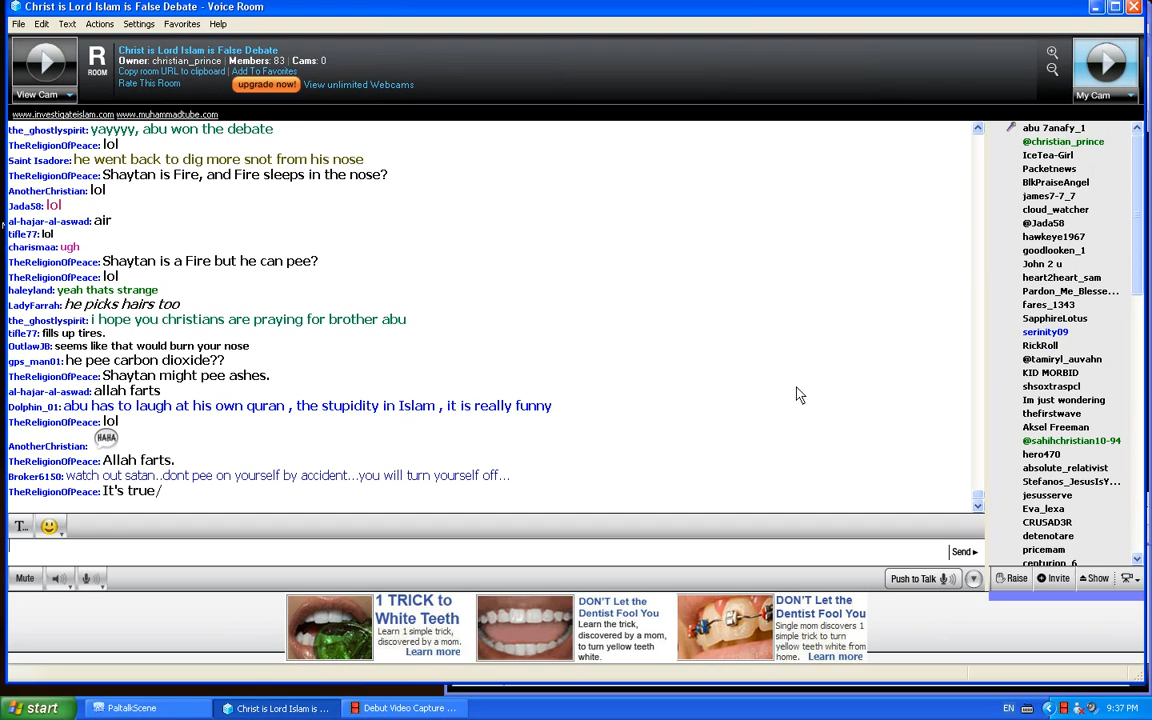 Christ is Lord Islam is False Debate - Voice Room
File Edit Text Actions Settings Favorites Help
View Cam
R
ROOM
Christ is Lord Islam is False Debate
Owner: christian_prince | Members: 83 | Cams: 0
Copy room URL to clipboard | Add To Favorites
Rate This Room upgrade now! View unlimited Webcams
My Cam
www.investigateislam.com www.muhammadtube.com
the_ghostlyspirit: yayyyy, abu won the debate
TheReligionOfPeace: lol
Saint Isadore: he went back to dig more snot from his nose
TheReligionOfPeace: Shaytan is Fire, and Fire sleeps in the nose?
AnotherChristian: lol
Jada58: lol
al-hajar-al-aswad: air
tifle77: lol
charismaa: ugh
TheReligionOfPeace: Shaytan is a Fire but he can pee?
TheReligionOfPeace: lol
haleyland: yeah thats strange
LadyFarrah: he picks hairs too
the_ghostlyspirit: i hope you christians are praying for brother abu
tifle77: fills up tires.
OutlawJB: seems like that would burn your nose
gps_man01: he pee carbon dioxide??
TheReligionOfPeace: Shaytan might pee ashes.
al-hajar-al-aswad: allah farts
Dolphin_01: abu has to laugh at his own quran , the stupidity in Islam , it is really funny
TheReligionOfPeace: lol
AnotherChristian: HAHA
TheReligionOfPeace: Allah farts.
Broker6150: watch out satan..dont pee on yourself by accident...you will turn yourself off...
TheReligionOfPeace: It's true/
abu 7anafy_1
@christian_prince
IceTea-Girl
Packetnews
BlkPraiseAngel
james7-7_7
cloud_watcher
@Jada58
hawkeye1967
goodlooken_1
John 2 u
heart2heart_sam
Pardon_Me_Blesse...
fares_1343
SapphireLotus
serinity09
RickRoll
@tamiryl_auvahn
KID MORBID
shsoxtraspcl
Im just wondering
thefirstwave
Aksel Freeman
@sahihchristian10-94
hero470
absolute_relativist
Stefanos_JesusIsY...
jesusserve
Eva_lexa
CRUSAD3R
detenotare
pricemam
centurion_6
T...
Send
Mute Push to Talk Raise Invite Show
1 TRICK to
White Teeth
Learn 1 simple trick,
discovered by a mom.
Learn more
DON'T Let the
Dentist Fool You
Learn the trick,
discovered by a mom,
to turn yellow teeth
white.
DON'T Let the
Dentist Fool You
Single mom discovers 1
simple trick to turn
yellow teeth white from
home. Learn more
start PaltalkScene Christ is Lord Islam is ... Debut Video Capture ... EN 9:37 PM